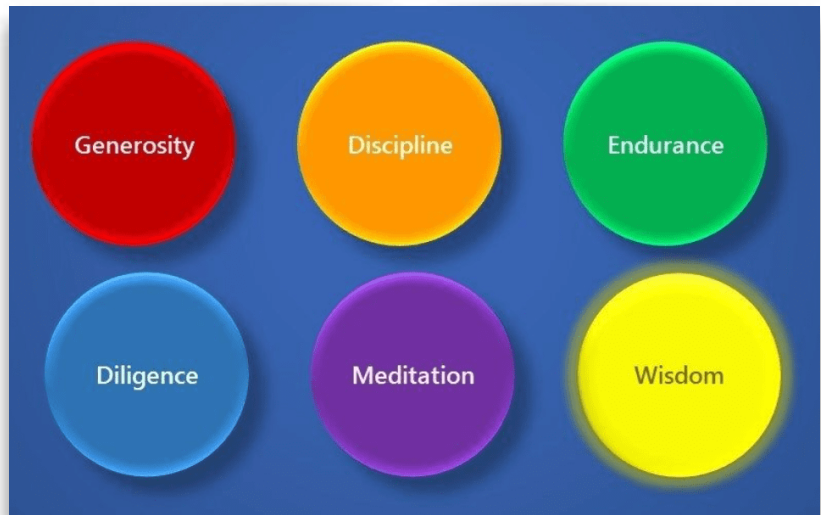 Generosity
Discipline
Endurance
Diligence
Meditation
Wisdom